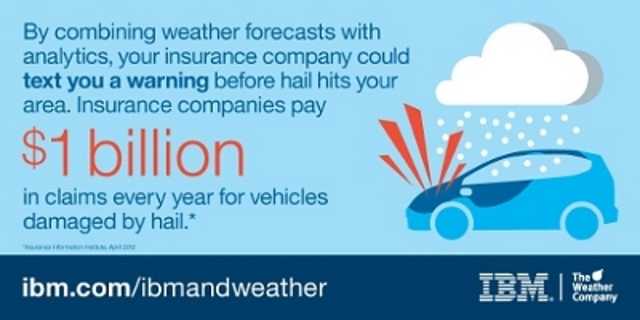 By combining weather forecasts with
analytics, your insurance company could
text you a warning before hail hits your
area. Insurance companies pay
$1 billion
in claims every year for vehicles
damaged by hail.*
*Insurance Information Institute, April 2012
ibm.com/ibmandweather
IBM
The
Weather
Company